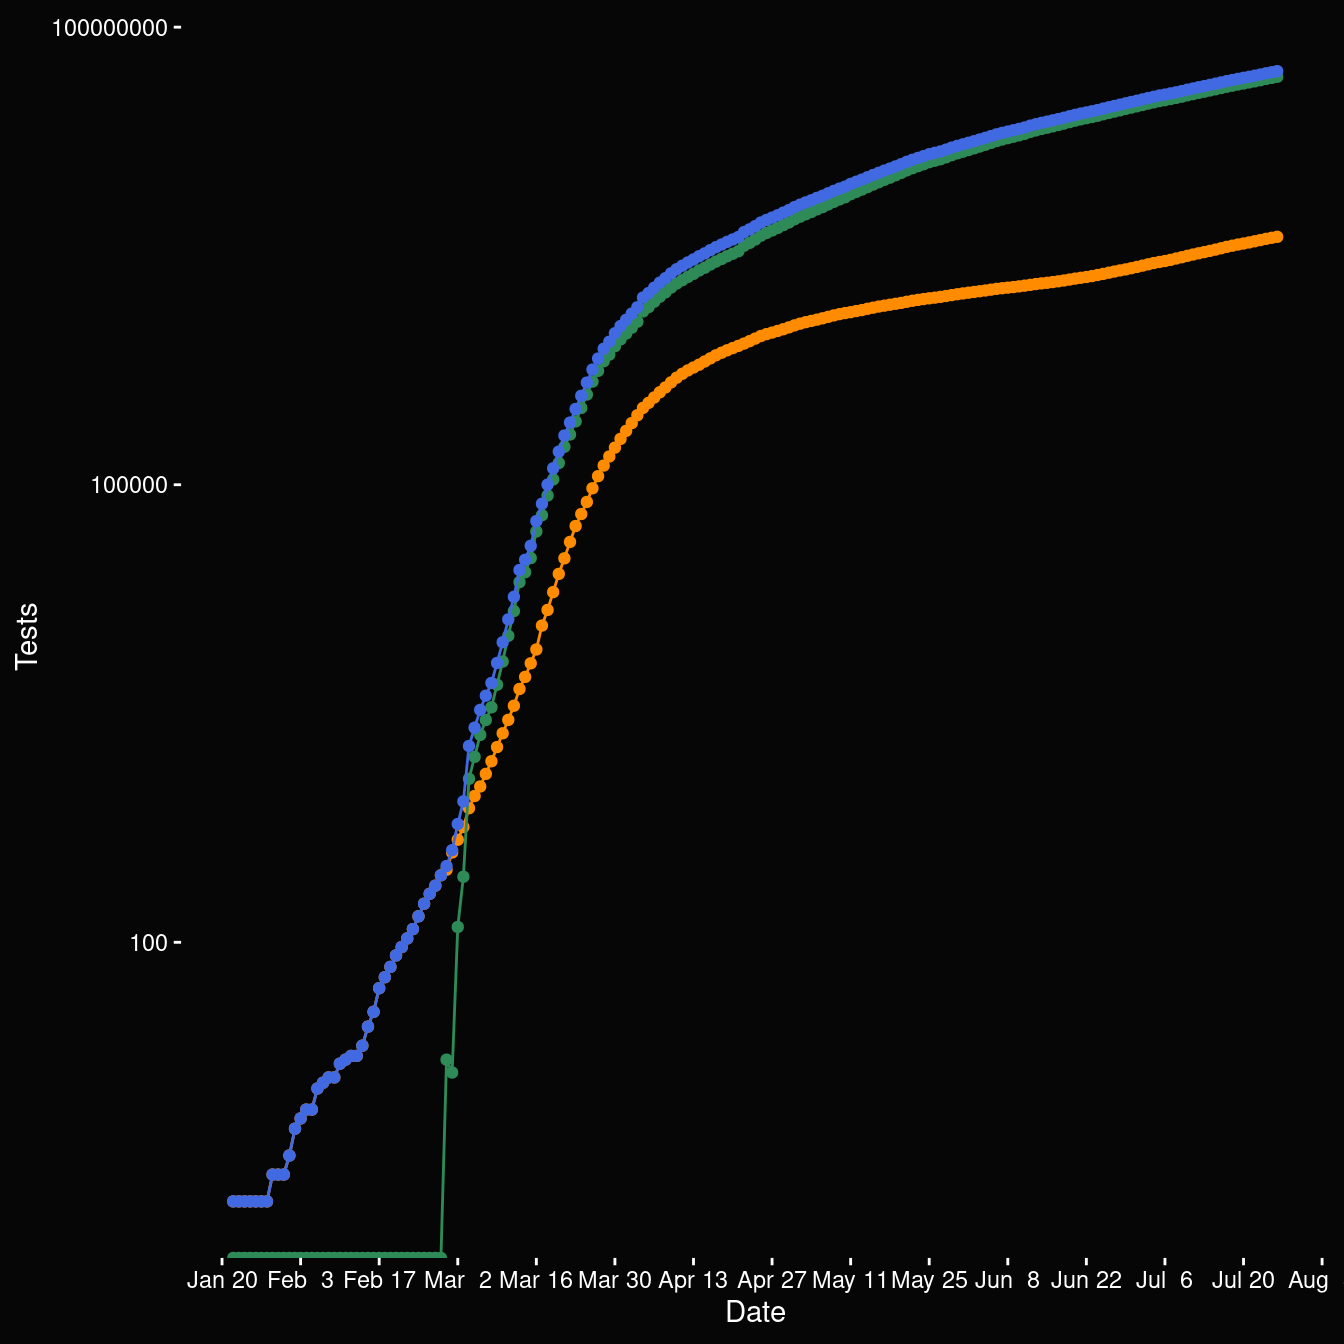 100000000
100000
100
Tests
Jan 20 Feb 3 Feb 17 Mar 2 Mar 16 Mar 30 Apr 13 Apr 27 May 11 May 25 Jun 8 Jun 22 Jul 6 Jul 20 Aug
Date